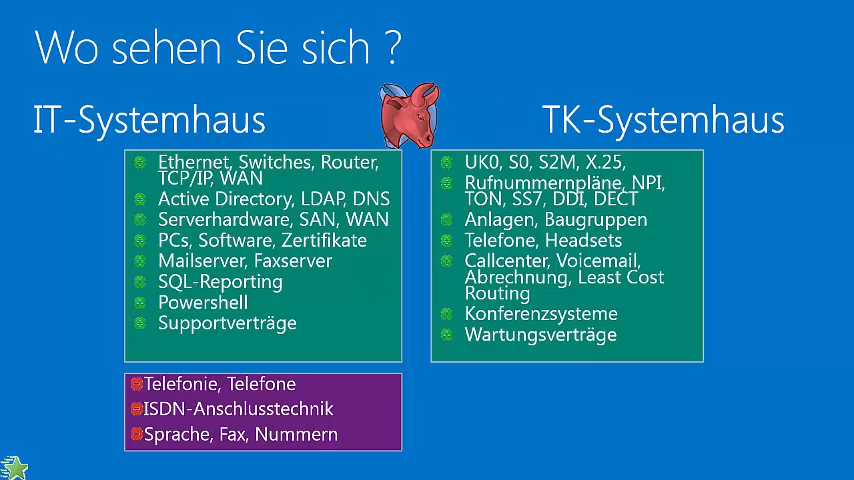 Wo sehen Sie sich ?
IT-Systemhaus
TK-Systemhaus
Ethernet, Switches, Router,
TCP/IP, WAN
Active Directory, LDAP, DNS
Serverhardware, SAN, WAN
PCs, Software, Zertifikate
Mailserver, Faxserver
SQL-Reporting
Powershell
Supportverträge
UK0, S0, S2M, X.25,
Rufnummernpläne, NPI,
TON, SS7, DDI, DECT
Anlagen, Baugruppen
Telefone, Headsets
Callcenter, Voicemail,
Abrechnung, Least Cost
Routing
Konferenzsysteme
Wartungsverträge
Telefonie, Telefone
ISDN-Anschlusstechnik
Sprache, Fax, Nummern